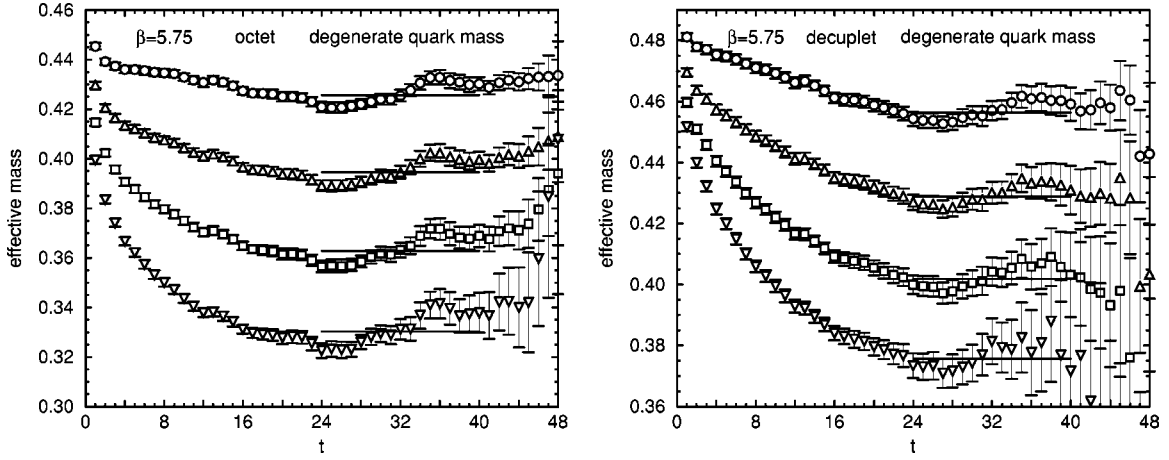 β=5.75 octet degenerate quark mass
effective mass
0.46
0.44
0.42
0.40
0.38
0.36
0.34
0.32
0.30
0 8 16 24 32 40 48
t
β=5.75 decuplet degenerate quark mass
effective mass
0.48
0.46
0.44
0.42
0.40
0.38
0.36
0 8 16 24 32 40 48
t